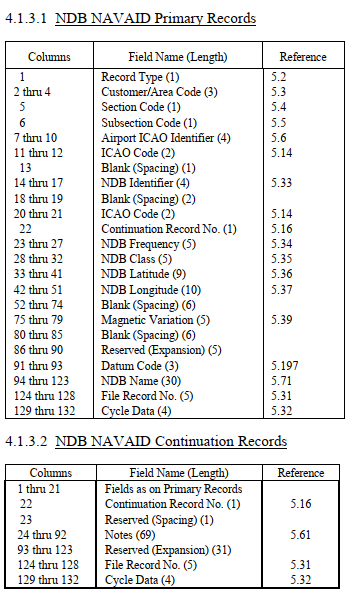 4.1.3.1 NDB NAVAID Primary Records
Columns Field Name (Length) Reference
1 Record Type (1) 5.2
2 thru 4 Customer/Area Code (3) 5.3
5 Section Code (1) 5.4
6 Subsection Code (1) 5.5
7 thru 10 Airport ICAO Identifier (4) 5.6
11 thru 12 ICAO Code (2) 5.14
13 Blank (Spacing) (1)
14 thru 17 NDB Identifier (4) 5.33
18 thru 19 Blank (Spacing) (2)
20 thru 21 ICAO Code (2) 5.14
22 Continuation Record No. (1) 5.16
23 thru 27 NDB Frequency (5) 5.34
28 thru 32 NDB Class (5) 5.35
33 thru 41 NDB Latitude (9) 5.36
42 thru 51 NDB Longitude (10) 5.37
52 thru 74 Blank (Spacing) (6)
75 thru 79 Magnetic Variation (5) 5.39
80 thru 85 Blank (Spacing) (6)
86 thru 90 Reserved (Expansion) (5)
91 thru 93 Datum Code (3) 5.197
94 thru 123 NDB Name (30) 5.71
124 thru 128 File Record No. (5) 5.31
129 thru 132 Cycle Data (4) 5.32
4.1.3.2 NDB NAVAID Continuation Records
Columns Field Name (Length) Reference
1 thru 21 Fields as on Primary Records
22 Continuation Record No. (1) 5.16
23 Reserved (Spacing) (1)
24 thru 92 Notes (69) 5.61
93 thru 123 Reserved (Expansion) (31)
124 thru 128 File Record No. (5) 5.31
129 thru 132 Cycle Data (4) 5.32